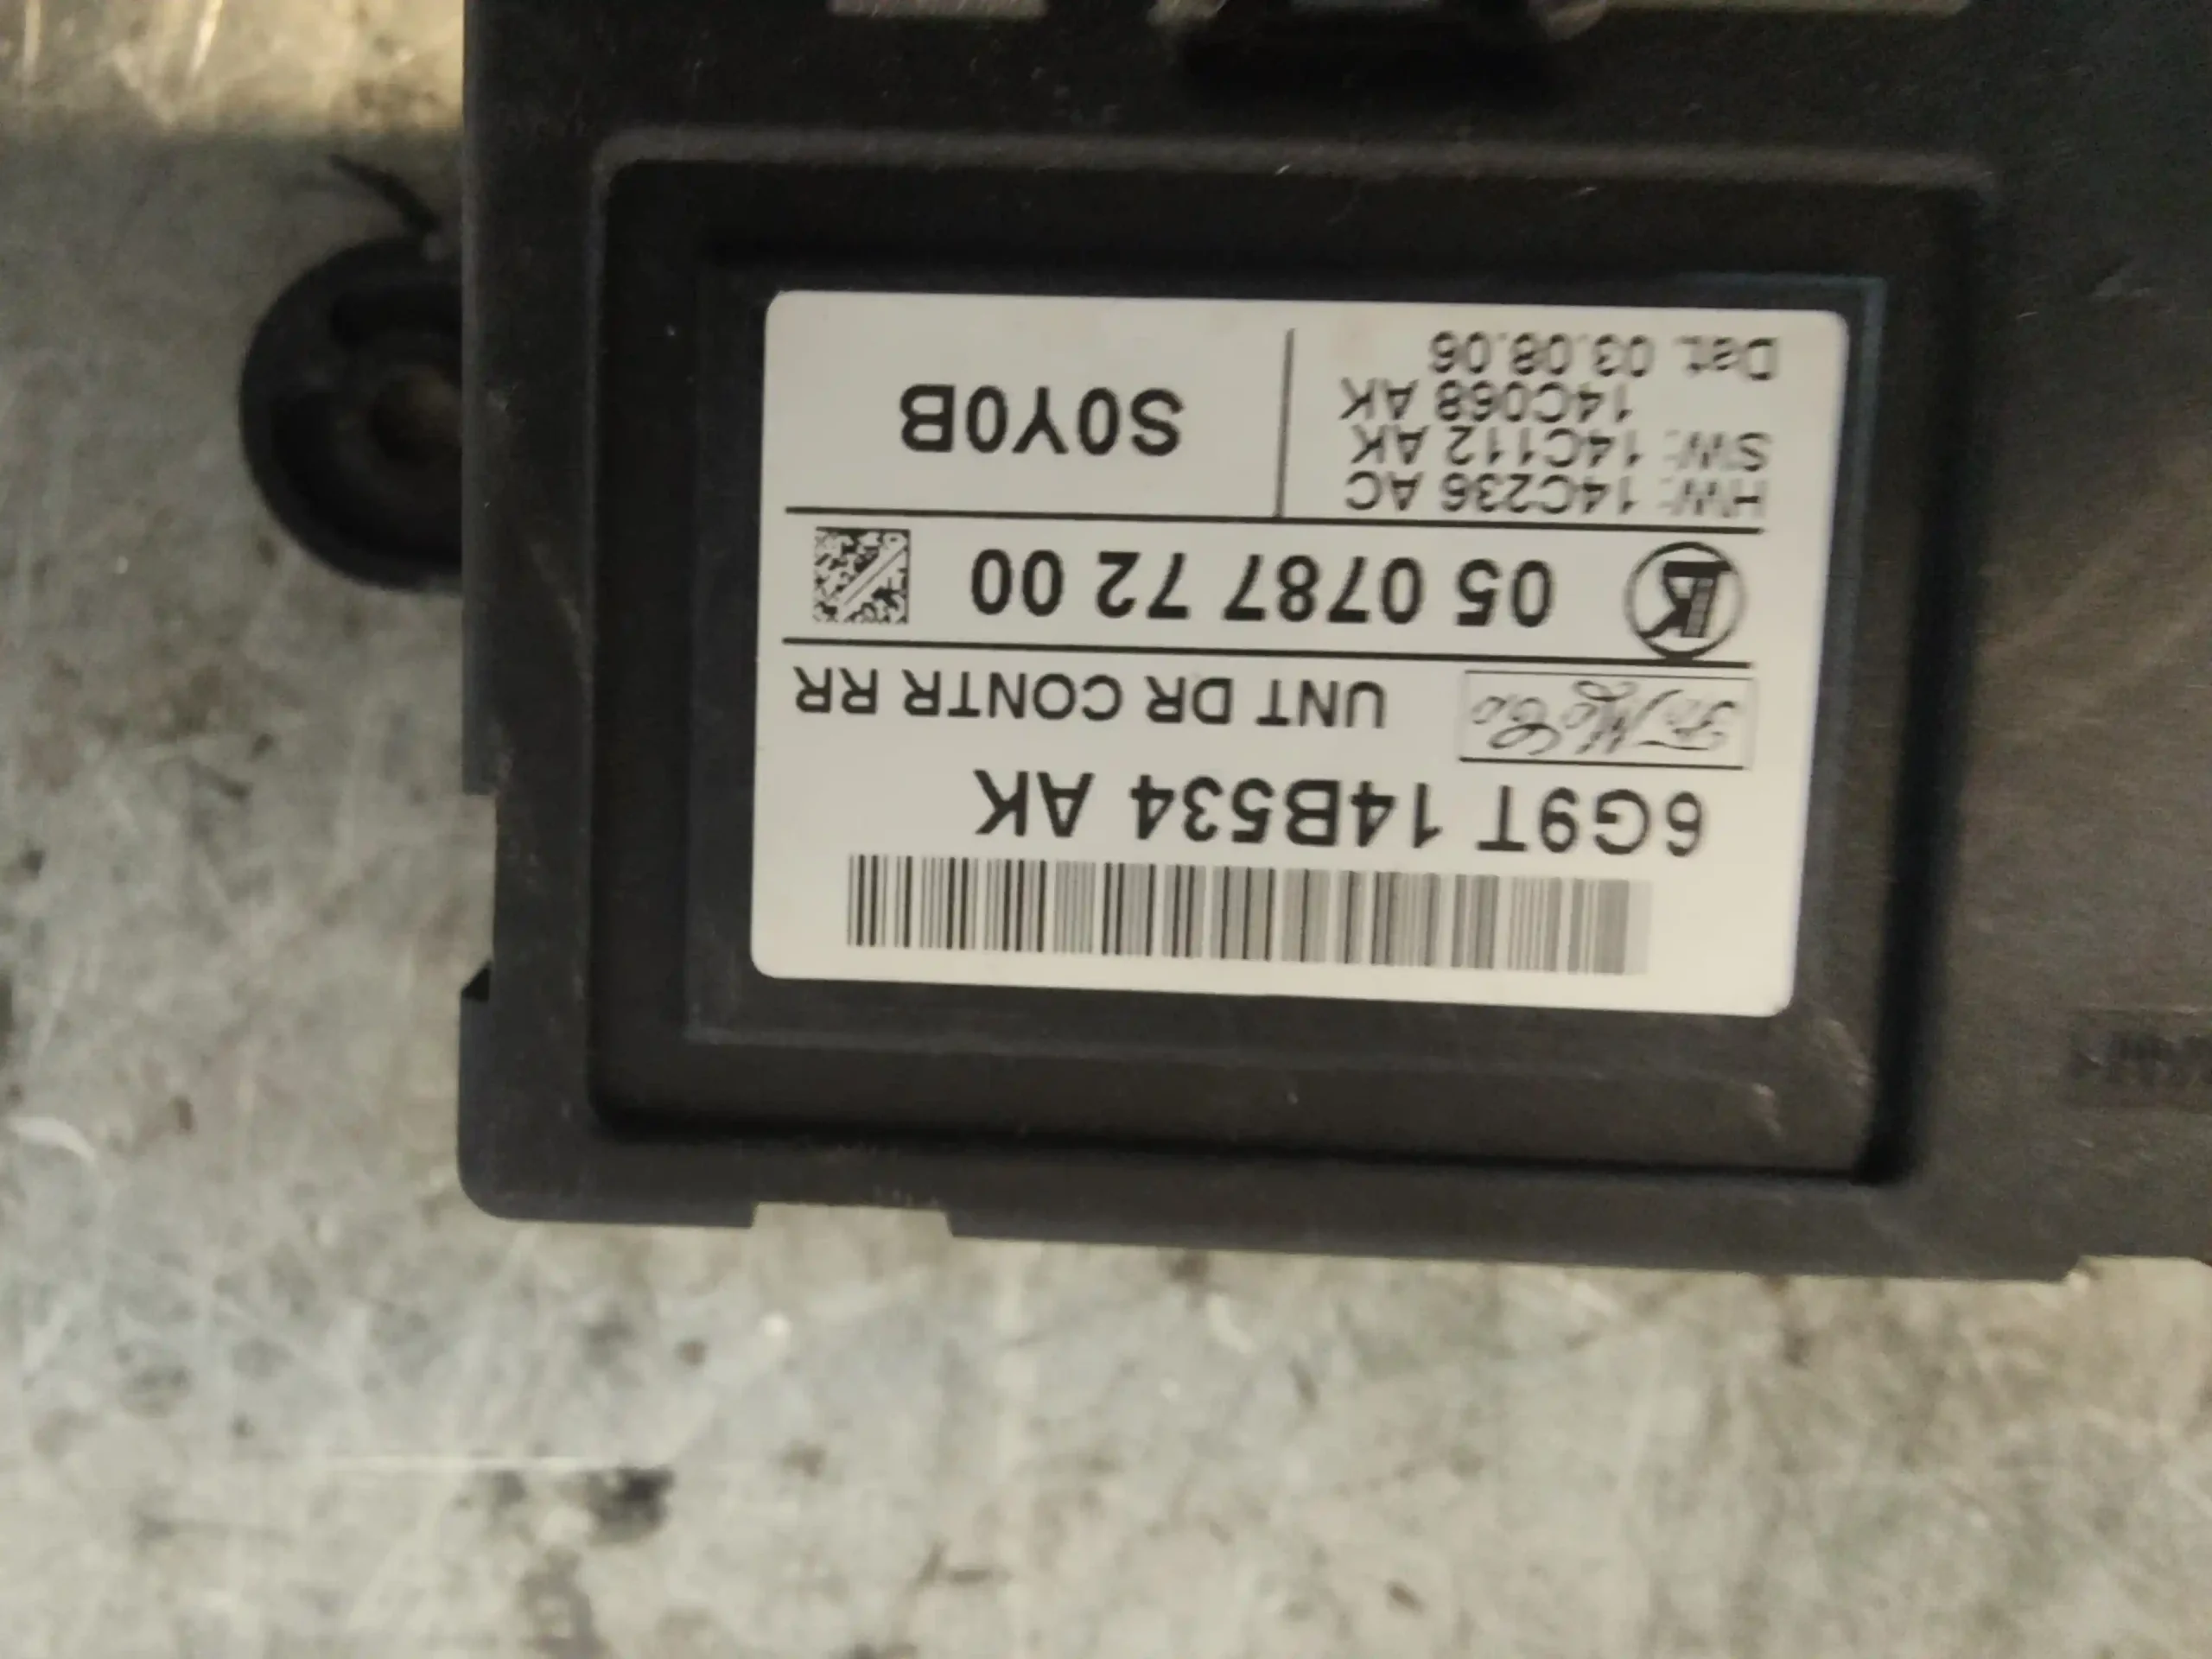 6G9T 14B534 AK
FoMoCo UNT DR CONTR RR
05 0787 72 00
HW: 14C236 AC
SW: 14C112 AK
14C068 AK
Dat. 03.08.06
S0Y0B